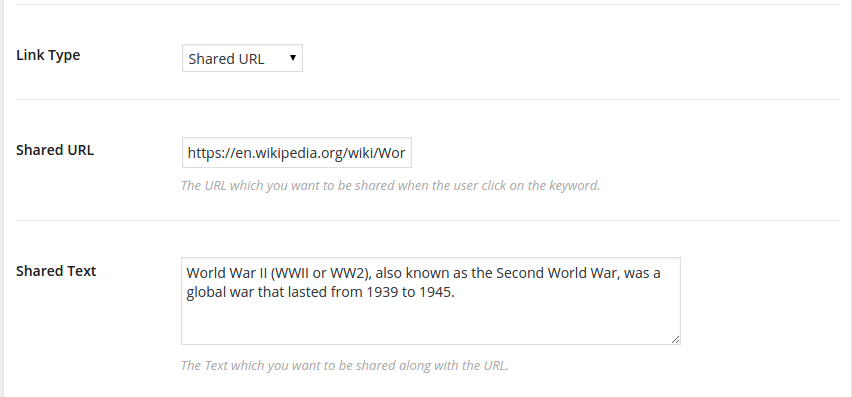 Link Type
Shared URL
Shared URL
https://en.wikipedia.org/wiki/Wor
The URL which you want to be shared when the user click on the keyword.
Shared Text
World War II (WWII or WW2), also known as the Second World War, was a
global war that lasted from 1939 to 1945.
The Text which you want to be shared along with the URL.